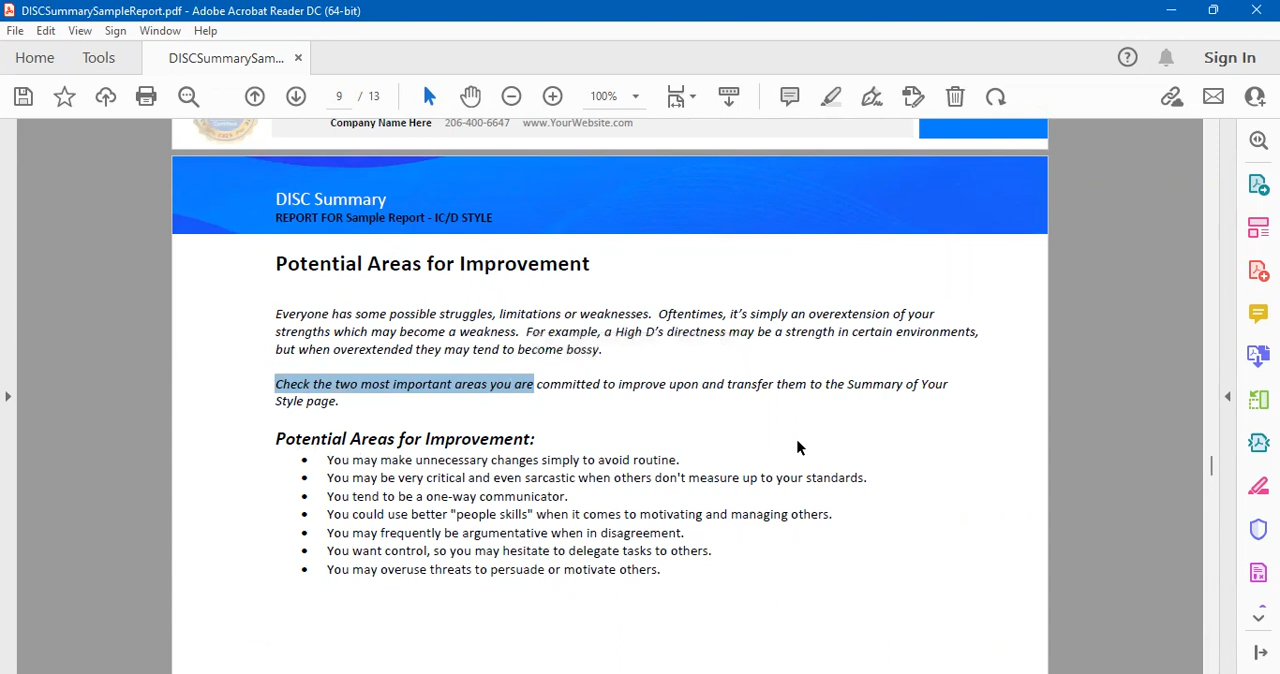 DISCSummarySampleReport.pdf - Adobe Acrobat Reader DC (64-bit)
File Edit View Sign Window Help
Home Tools DISCSummarySam... × Sign In
9 / 13 100%
Company Name Here 206-400-6647 www.YourWebsite.com
DISC Summary
REPORT FOR Sample Report - IC/D STYLE
Potential Areas for Improvement
Everyone has some possible struggles, limitations or weaknesses. Oftentimes, it's simply an overextension of your
strengths which may become a weakness. For example, a High D's directness may be a strength in certain environments,
but when overextended they may tend to become bossy.
Check the two most important areas you are committed to improve upon and transfer them to the Summary of Your
Style page.
Potential Areas for Improvement:
• You may make unnecessary changes simply to avoid routine.
• You may be very critical and even sarcastic when others don't measure up to your standards.
• You tend to be a one-way communicator.
• You could use better "people skills" when it comes to motivating and managing others.
• You may frequently be argumentative when in disagreement.
• You want control, so you may hesitate to delegate tasks to others.
• You may overuse threats to persuade or motivate others.